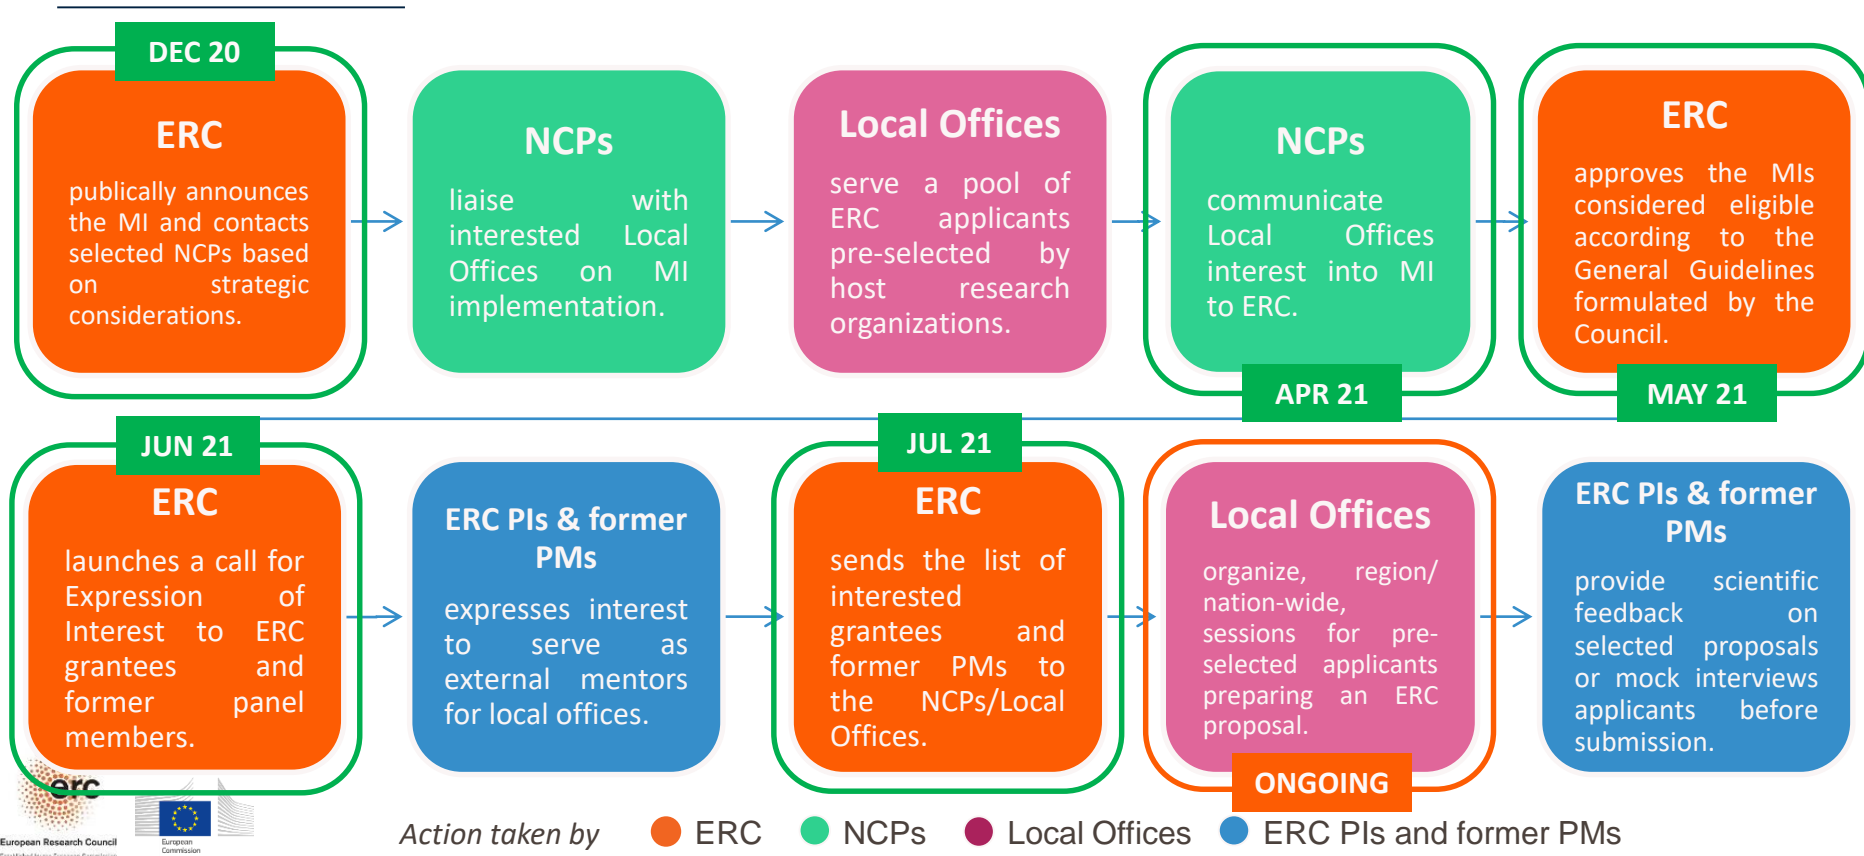 DEC 20
ERC
publically announces
the MI and contacts
selected NCPs based
on strategic
considerations.
NCPs
liaise with
interested Local
Offices on MI
implementation.
Local Offices
serve a pool of
ERC applicants
pre-selected by
host research
organizations.
NCPs
communicate
Local Offices
interest into MI
to ERC.
APR 21
ERC
approves the MIs
considered eligible
according to the
General Guidelines
formulated by the
Council.
MAY 21
JUN 21
ERC
launches a call for
Expression of
Interest to ERC
grantees and
former panel
members.
ERC PIs & former
PMs
expresses interest
to serve as
external mentors
for local offices.
JUL 21
ERC
sends the list of
interested
grantees and
former PMs to
the NCPs/Local
Offices.
Local Offices
organize, region/
nation-wide,
sessions for pre-
selected applicants
preparing an ERC
proposal.
ONGOING
ERC PIs & former
PMs
provide scientific
feedback on
selected proposals
or mock interviews
applicants before
submission.
erc
European Research Council
European
Commission
Action taken by ERC NCPs Local Offices ERC PIs and former PMs